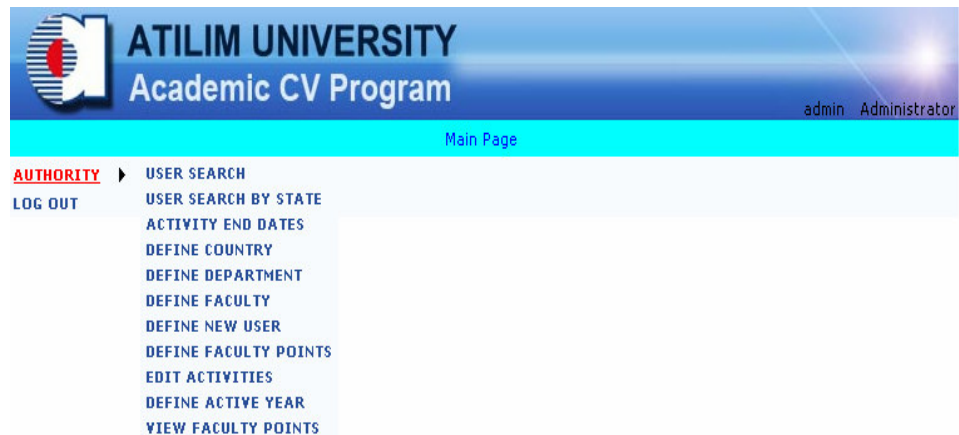 ATILIM UNIVERSITY
Academic CV Program
admin Administrator
Main Page
AUTHORITY
LOG OUT
USER SEARCH
USER SEARCH BY STATE
ACTIVITY END DATES
DEFINE COUNTRY
DEFINE DEPARTMENT
DEFINE FACULTY
DEFINE NEW USER
DEFINE FACULTY POINTS
EDIT ACTIVITIES
DEFINE ACTIVE YEAR
VIEW FACULTY POINTS